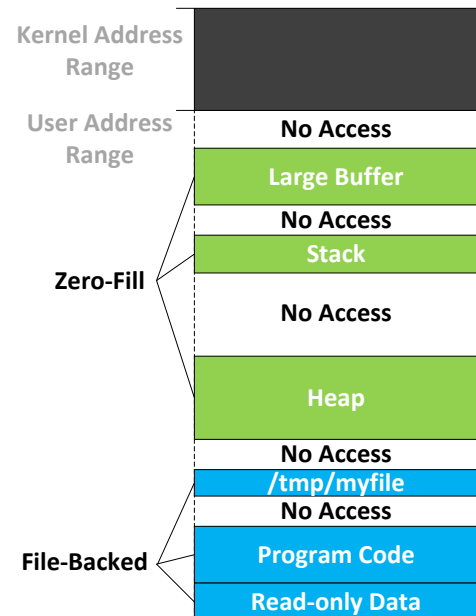 Kernel Address
Range
User Address
Range
No Access
Large Buffer
No Access
Stack
Zero-Fill
No Access
Heap
No Access
/tmp/myfile
No Access
File-Backed
Program Code
Read-only Data